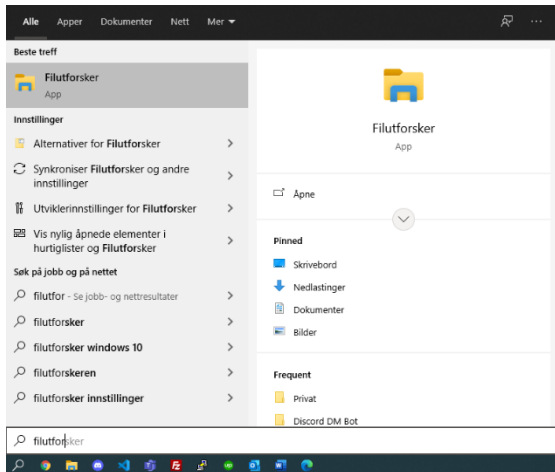 Alle Apper Dokumenter Nett Mer
Beste treff
Filutforsker
App
Innstillinger
Alternativer for Filutforsker
Synkroniser Filutforsker og andre
innstillinger
Utviklerinnstillinger for Filutforsker
Vis nylig åpnede elementer i
hurtiglister og Filutforsker
Søk på jobb og på nettet
filutfor - Se jobb- og nettresultater
filutforsker
filutforsker windows 10
filutforskeren
filutforsker innstillinger
Filutforsker
App
Åpne
Pinned
Skrivebord
Nedlastinger
Dokumenter
Bilder
Frequent
Privat
Discord DM Bot
filutforsker